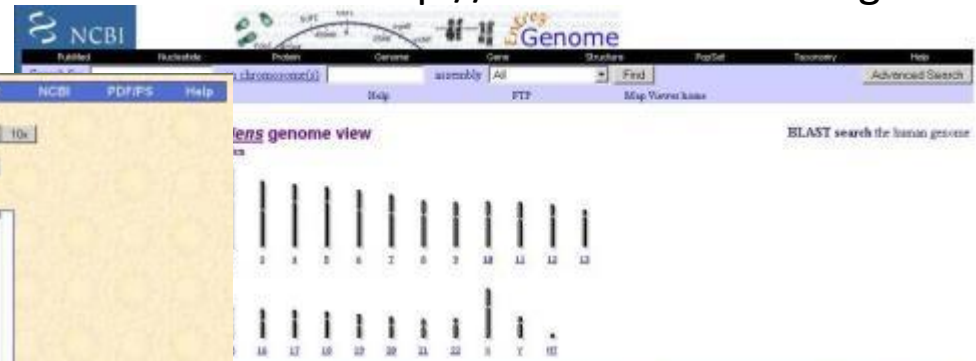 NCBI
Genome
PubMed Nucleotide Protein Genome Gene Structure PopSet Taxonomy Help
chromosome(s) assembly All Find Advanced Search
Help FTP Map Viewer home
NCBI PDF/PS Help
10x
ens genome view
BLAST search the human genome
3 4 5 6 7 8 9 10 11 12 13
16 17 18 19 20 21 22 X Y MT